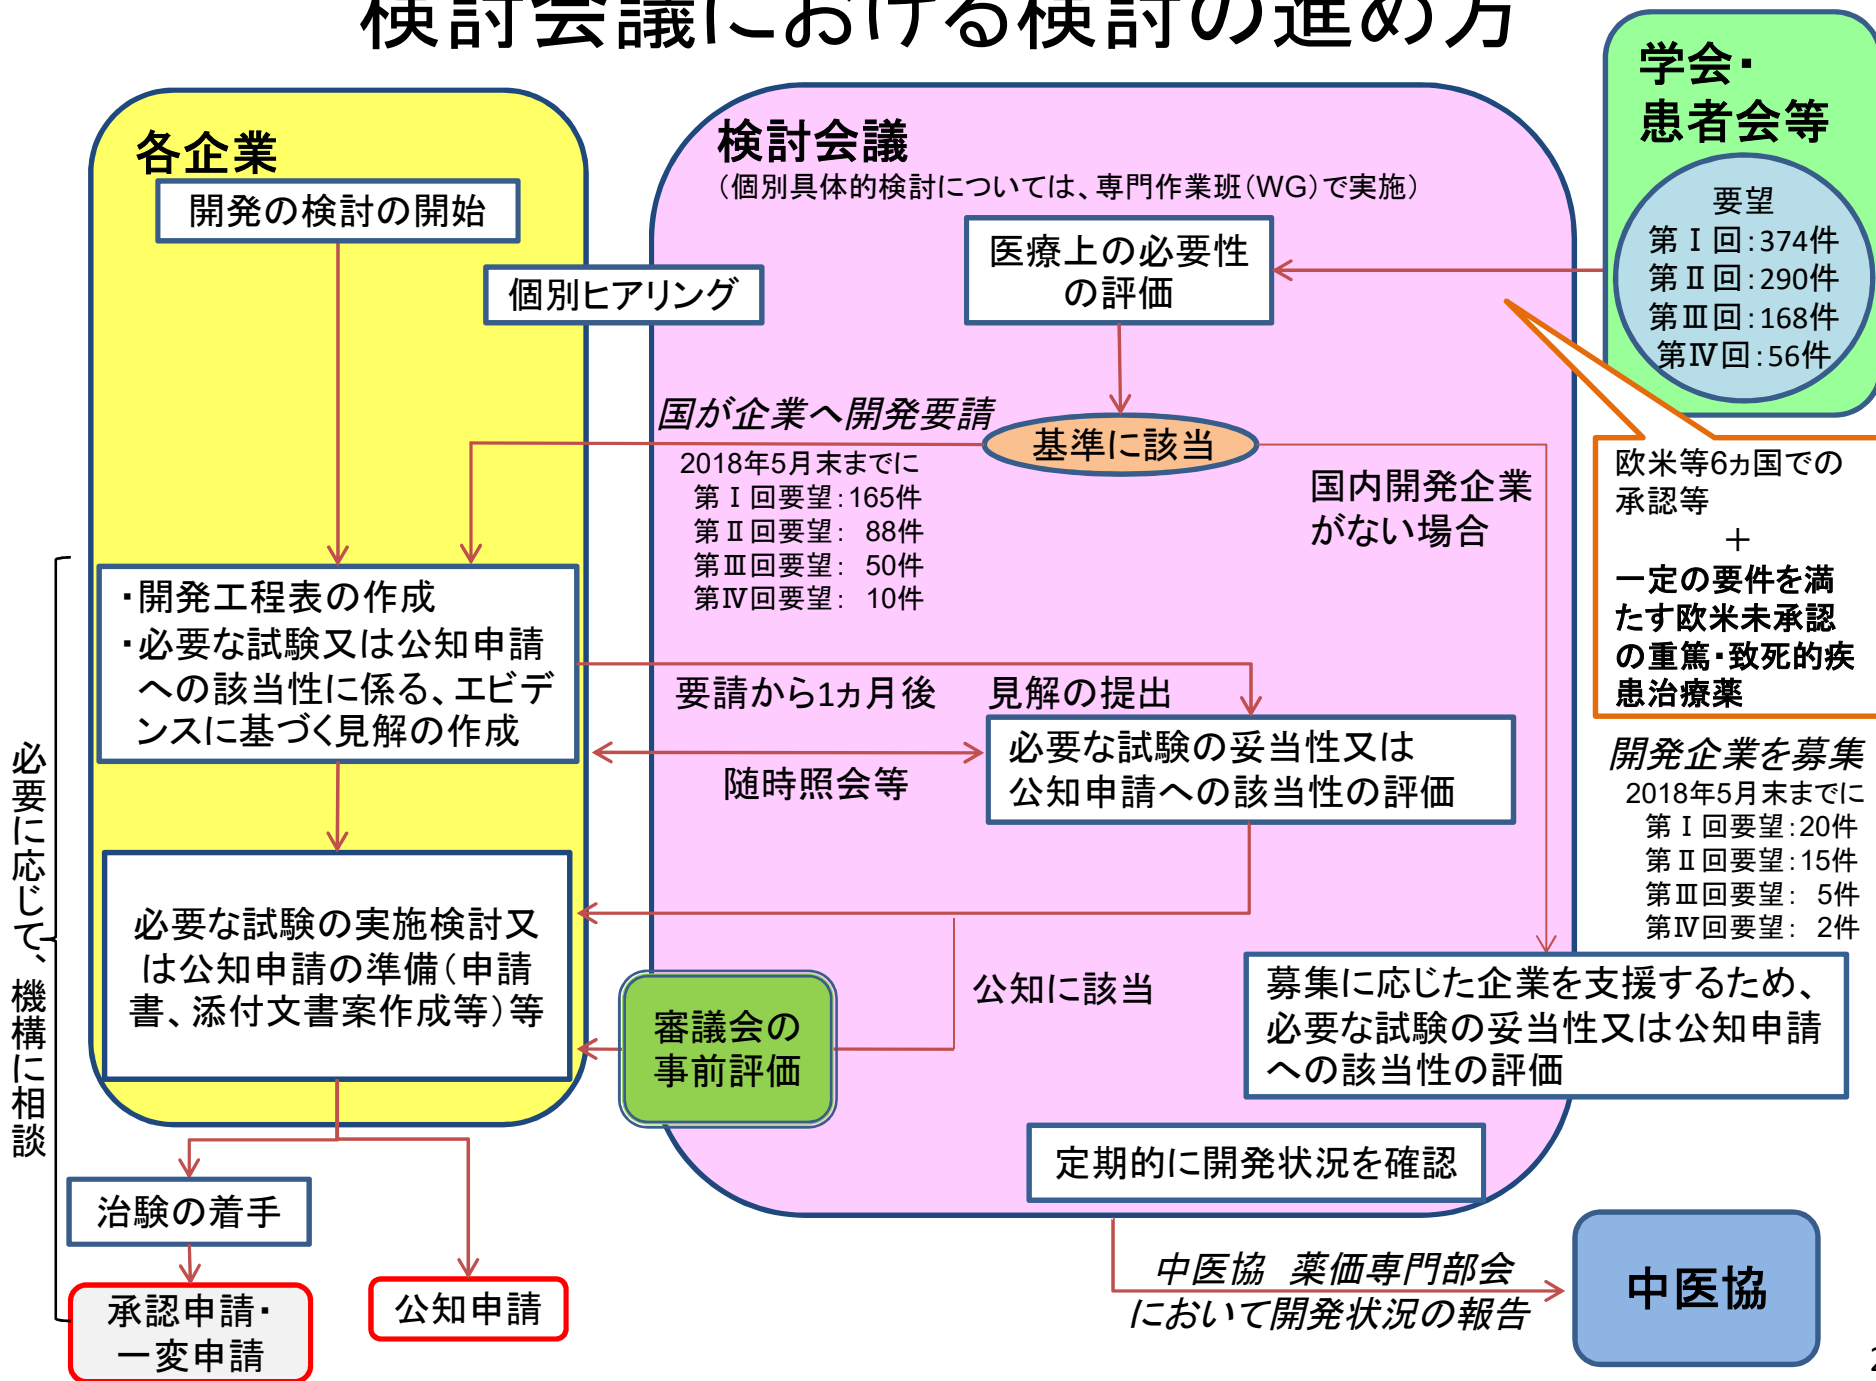 検討会議における検討の進め方
学会・
患者会等
要望
第Ⅰ回:374件
第Ⅱ回:290件
第Ⅲ回:168件
第Ⅳ回:56件
各企業
開発の検討の開始
個別ヒアリング
検討会議
(個別具体的検討については、専門作業班(WG)で実施)
医療上の必要性
の評価
基準に該当
国が企業へ開発要請
2018年5月末までに
第Ⅰ回要望:165件
第Ⅱ回要望: 88件
第Ⅲ回要望: 50件
第Ⅳ回要望: 10件
国内開発企業
がない場合
欧米等6ヵ国での
承認等
+
一定の要件を満
たす欧米未承認
の重篤・致死的疾
患治療薬
・開発工程表の作成
・必要な試験又は公知申請
への該当性に係る、エビデ
ンスに基づく見解の作成
要請から1ヵ月後 見解の提出
随時照会等
必要な試験の妥当性又は
公知申請への該当性の評価
開発企業を募集
2018年5月末までに
第Ⅰ回要望:20件
第Ⅱ回要望:15件
第Ⅲ回要望: 5件
第Ⅳ回要望: 2件
必要に応じて、機構に相談
必要な試験の実施検討又
は公知申請の準備(申請
書、添付文書案作成等)等
公知に該当
審議会の
事前評価
募集に応じた企業を支援するため、
必要な試験の妥当性又は公知申請
への該当性の評価
定期的に開発状況を確認
治験の着手
承認申請・
一変申請
公知申請
中医協 薬価専門部会
において開発状況の報告
中医協
2